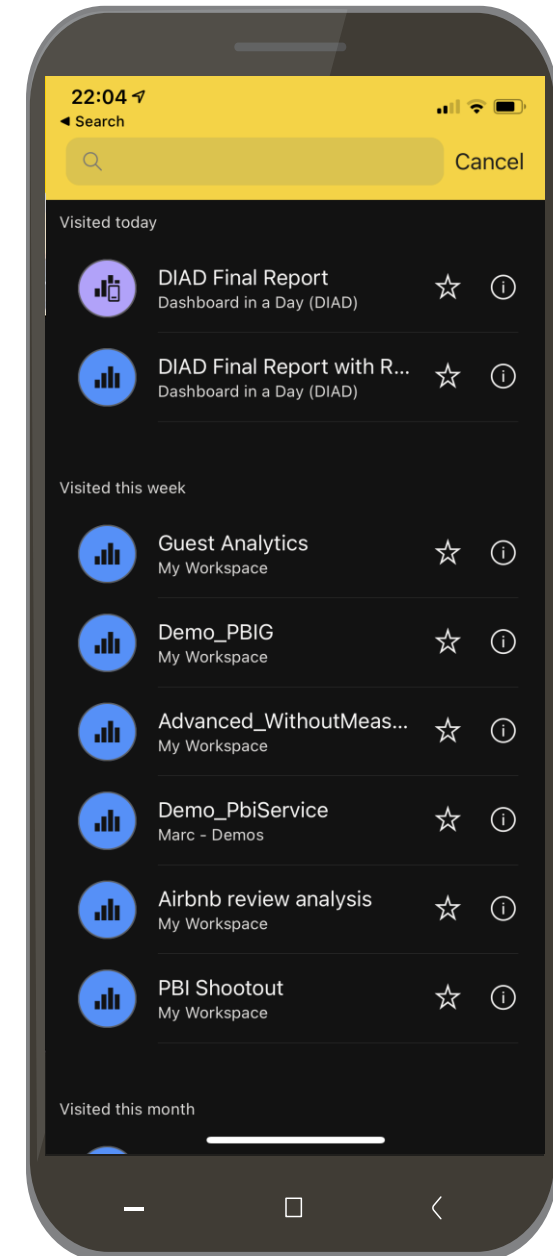 22:04
◀ Search
Cancel
Visited today
DIAD Final Report
Dashboard in a Day (DIAD)
DIAD Final Report with R...
Dashboard in a Day (DIAD)
Visited this week
Guest Analytics
My Workspace
Demo_PBIG
My Workspace
Advanced_WithoutMeas...
My Workspace
Demo_PbiService
Marc - Demos
Airbnb review analysis
My Workspace
PBI Shootout
My Workspace
Visited this month